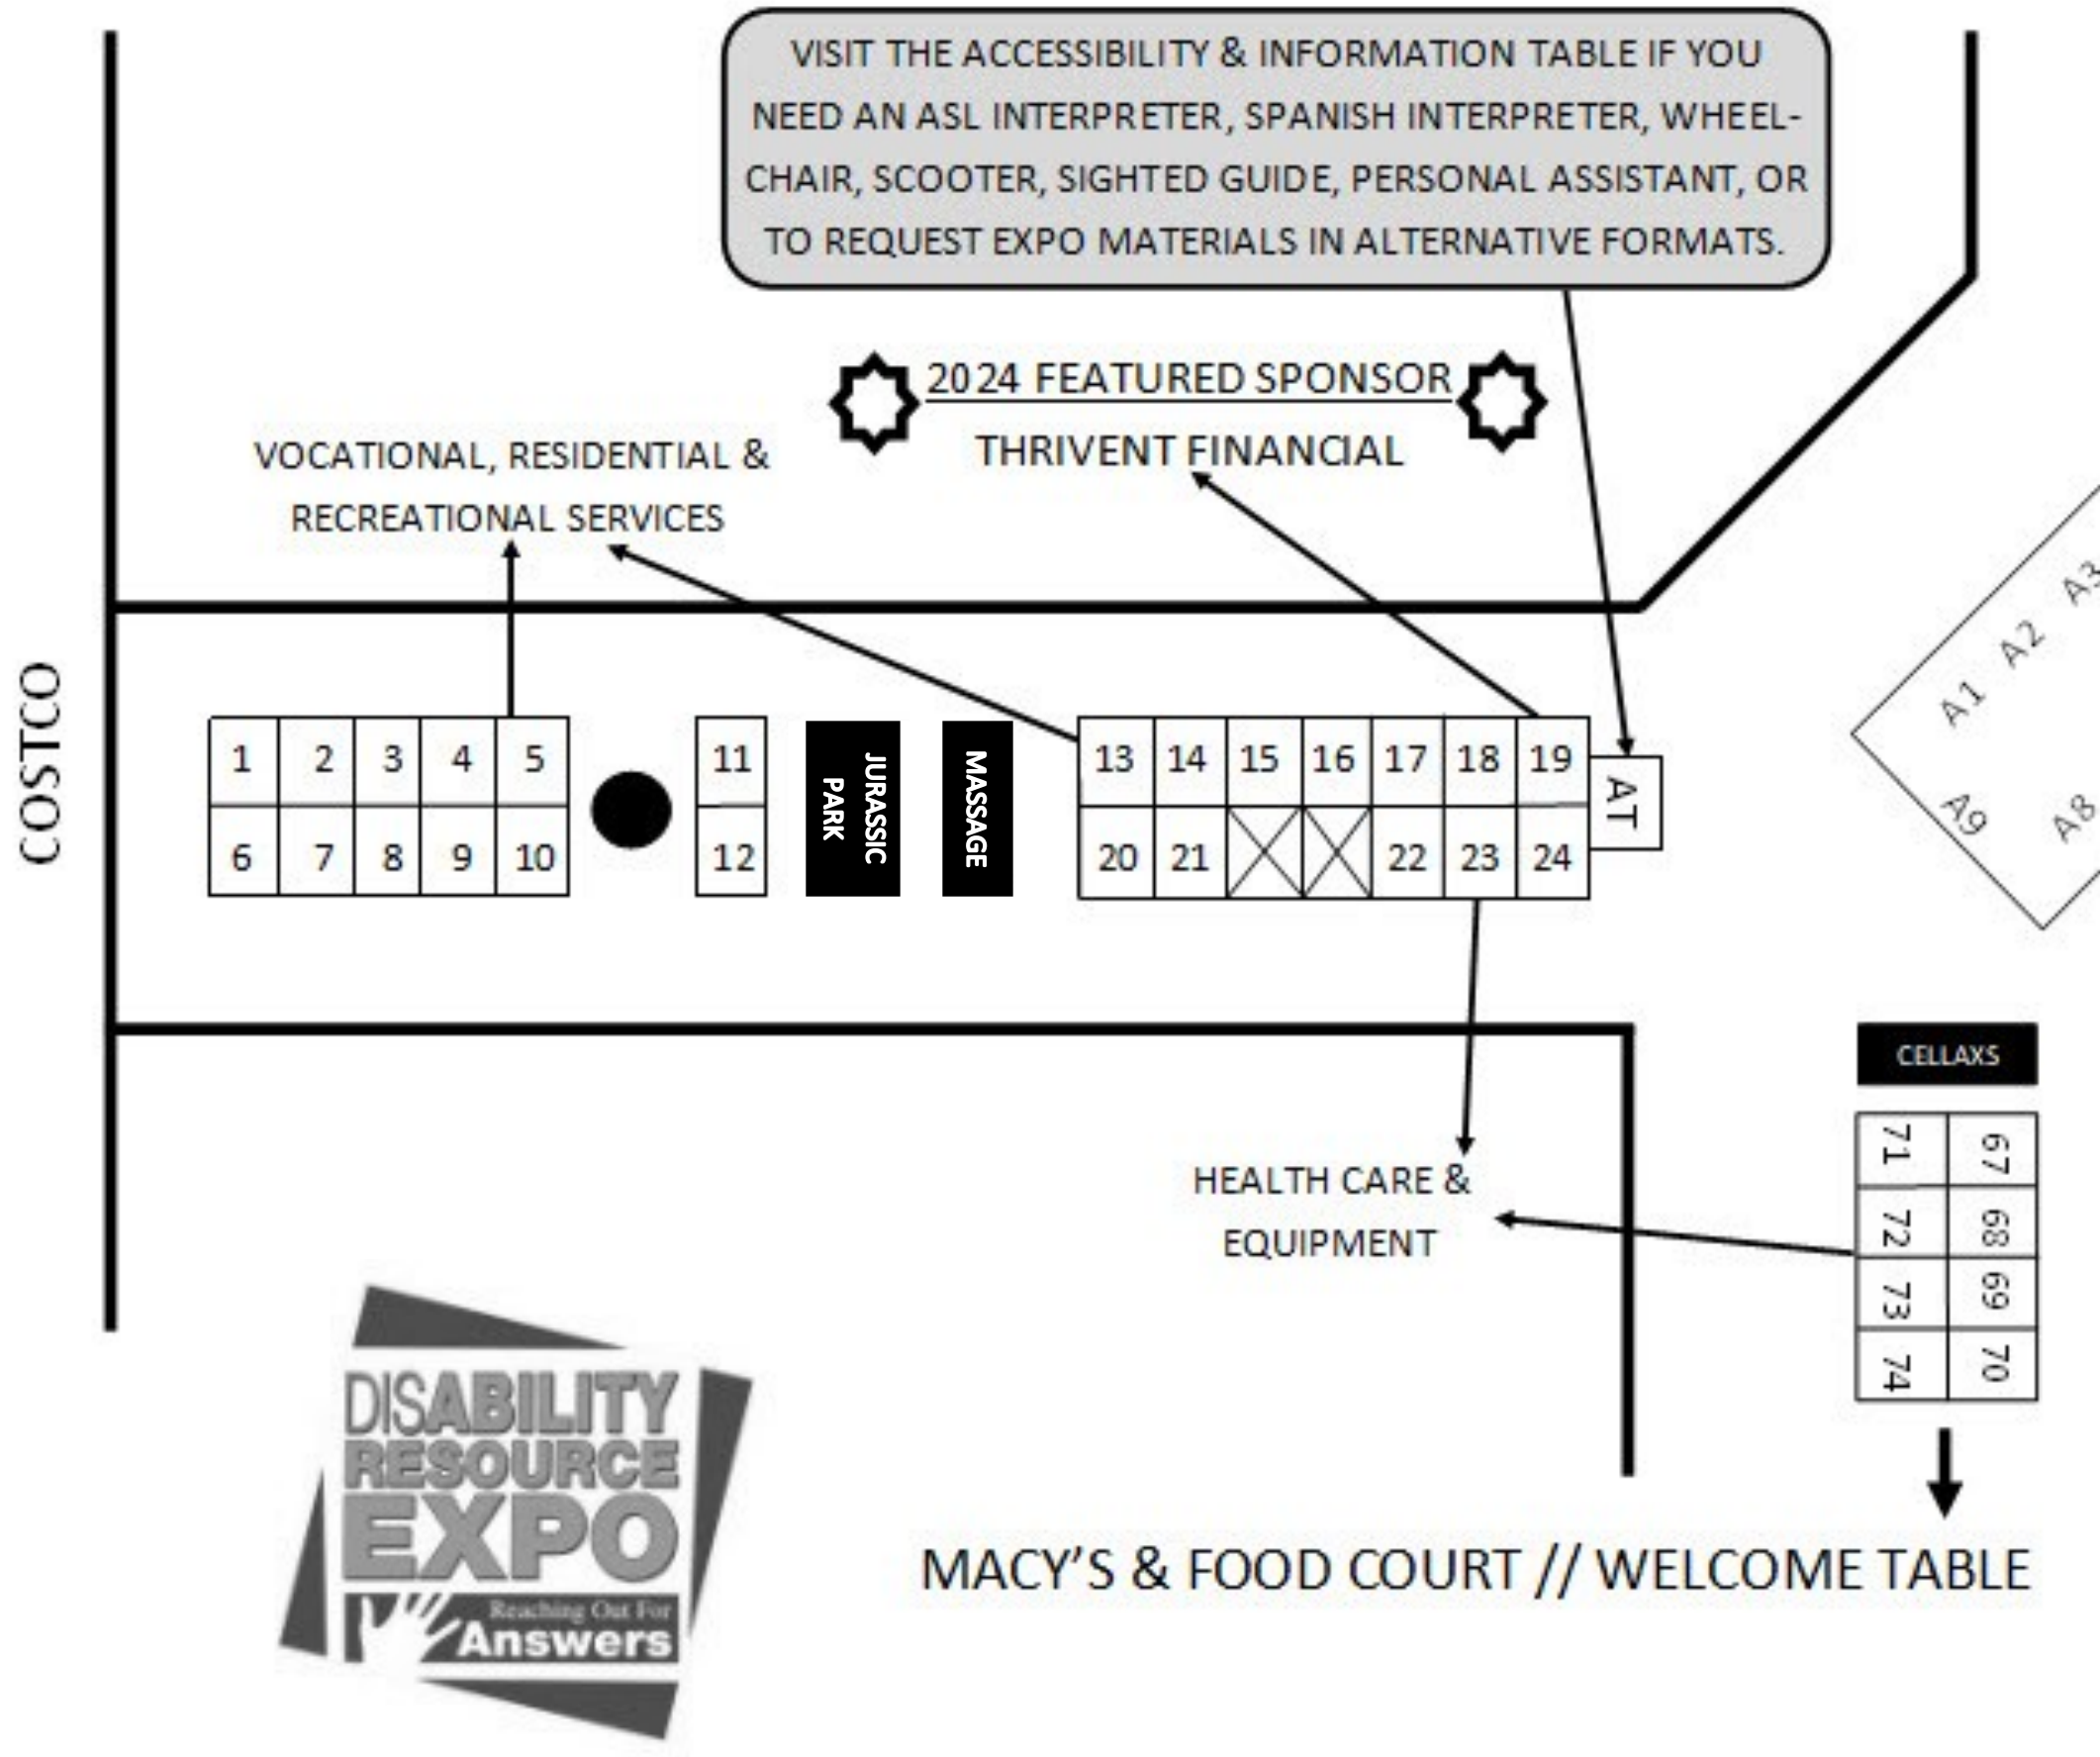 VISIT THE ACCESSIBILITY & INFORMATION TABLE IF YOU
NEED AN ASL INTERPRETER, SPANISH INTERPRETER, WHEEL-
CHAIR, SCOOTER, SIGHTED GUIDE, PERSONAL ASSISTANT, OR
TO REQUEST EXPO MATERIALS IN ALTERNATIVE FORMATS.
2024 FEATURED SPONSOR
THRIVENT FINANCIAL
VOCATIONAL, RESIDENTIAL &
RECREATIONAL SERVICES
COSTCO
1 2 3 4 5
6 7 8 9 10
11
12
JURASSIC
PARK
MASSAGE
13 14 15 16 17 18 19
20 21 22 23 24
AT
A1 A2 A3
A9 A8
CELLAXS
71 67
72 68
73 69
74 70
HEALTH CARE &
EQUIPMENT
DISABILITY
RESOURCE
EXPO
Reaching Out For
Answers
MACY'S & FOOD COURT // WELCOME TABLE